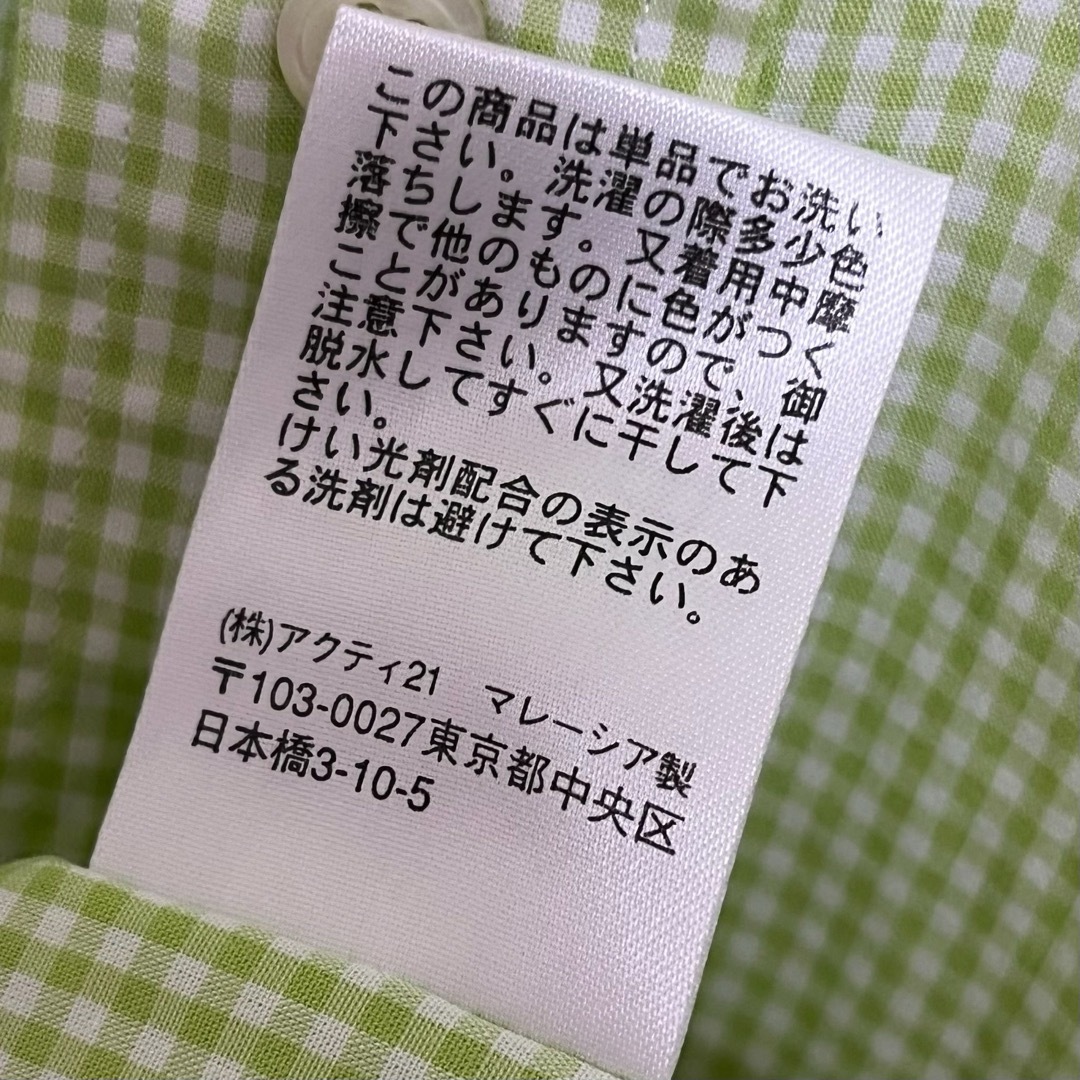 この商品は単品でお洗い
下さい。洗濯の際多少色
落ちします。又着用中摩
擦で他のものに色がつく
ことがありますので、御
注意下さい。又洗濯後は
脱水してすぐに干して下
さい。
けい光剤配合の表示のあ
る洗剤は避けて下さい。
(株)アクティ21　マレーシア製
〒103-0027東京都中央区
日本橋3-10-5